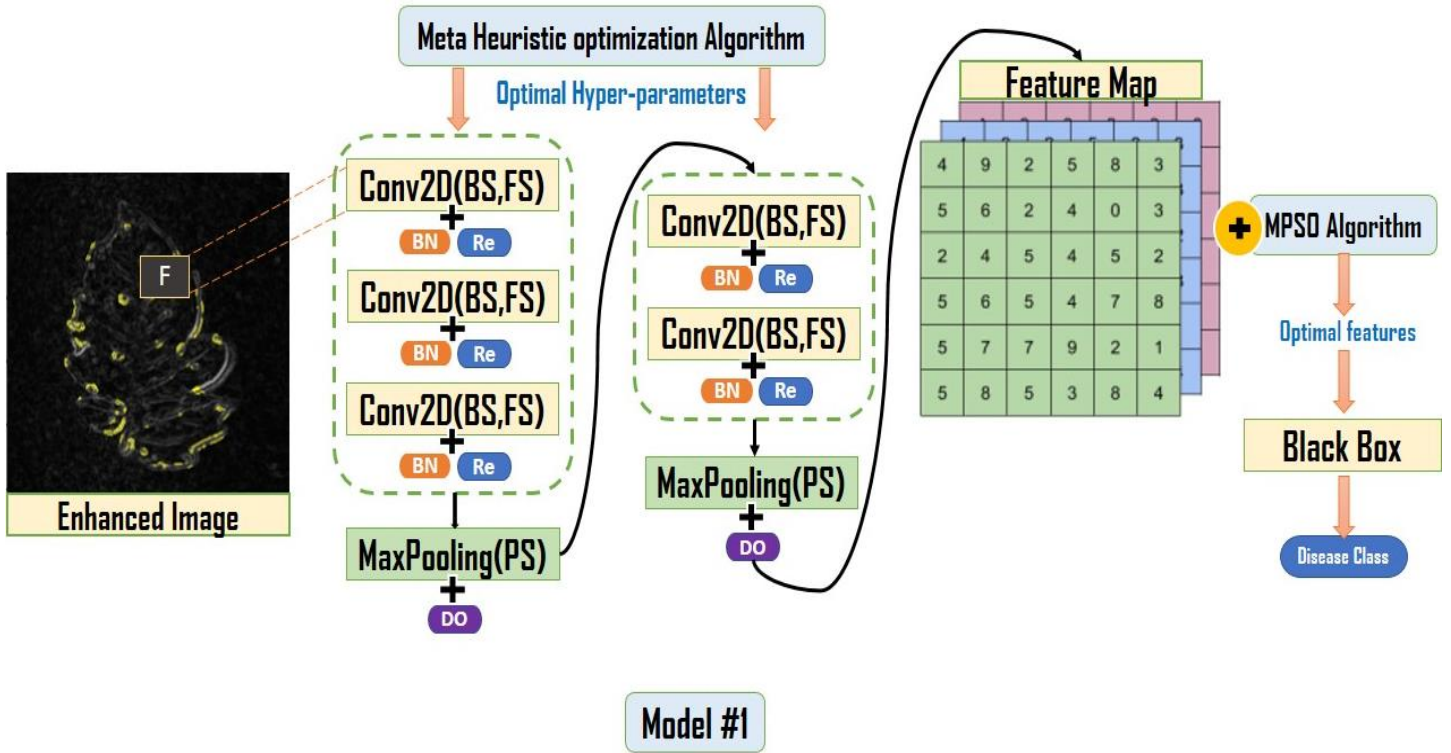 Meta Heuristic optimization Algorithm
Optimal Hyper-parameters
F
Enhanced Image
Conv2D(BS,FS)
+
BN Re
Conv2D(BS,FS)
+
BN Re
Conv2D(BS,FS)
+
BN Re
MaxPooling(PS)
+
DO
Conv2D(BS,FS)
+
BN Re
Conv2D(BS,FS)
+
BN Re
MaxPooling(PS)
+
DO
Feature Map
4 9 2 5 8 3
5 6 2 4 0 3
2 4 5 4 5 2
5 6 5 4 7 8
5 7 7 9 2 1
5 8 5 3 8 4
+ MPSO Algorithm
Optimal features
Black Box
Disease Class
Model #1